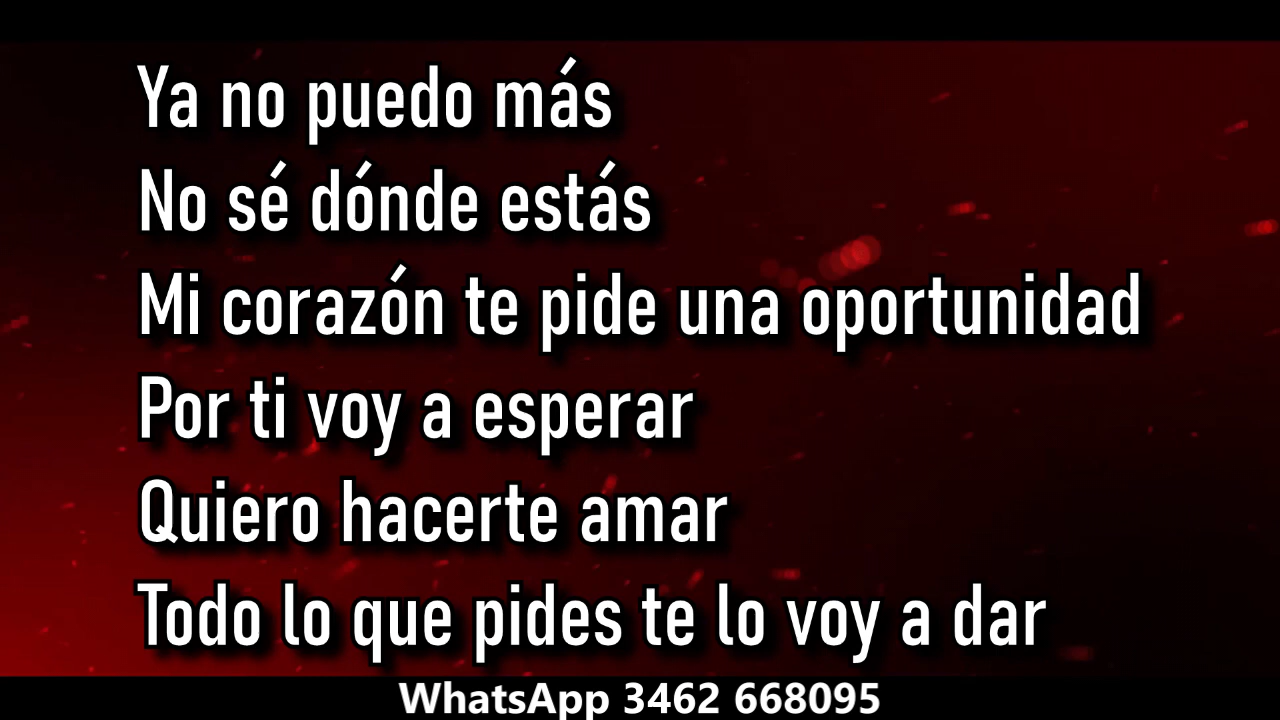 Ya no puedo más
No sé dónde estás
Mi corazón te pide una oportunidad
Por ti voy a esperar
Quiero hacerte amar
Todo lo que pides te lo voy a dar
WhatsApp 3462 668095